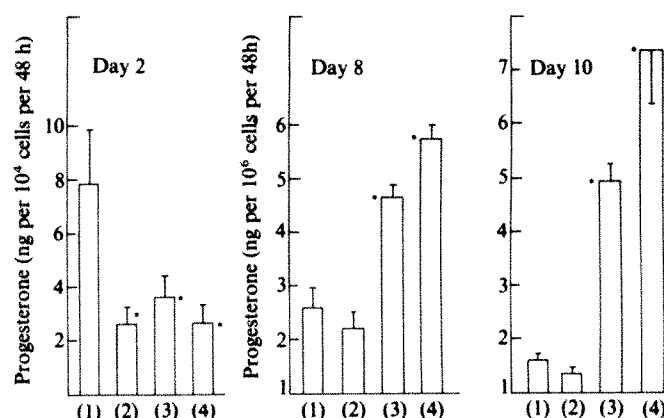 Progesterone (ng per 10⁴ cells per 48 h)
Day 2
10
8
6
4
2
(1) (2) (3) (4)
Progesterone (ng per 10⁶ cells per 48h)
Day 8
6
5
4
3
2
1
(1) (2) (3) (4)
Day 10
7
6
5
4
3
2
1
(1) (2) (3) (4)